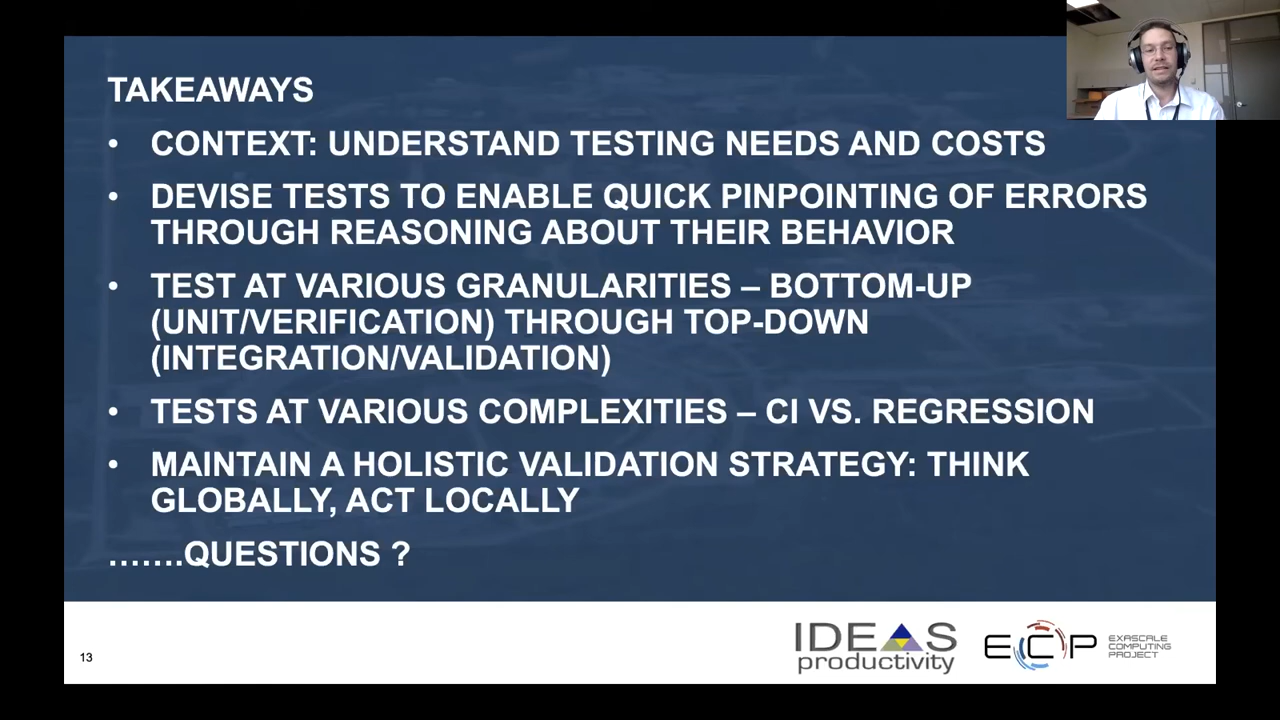 TAKEAWAYS
• CONTEXT: UNDERSTAND TESTING NEEDS AND COSTS
• DEVISE TESTS TO ENABLE QUICK PINPOINTING OF ERRORS
THROUGH REASONING ABOUT THEIR BEHAVIOR
• TEST AT VARIOUS GRANULARITIES – BOTTOM-UP
(UNIT/VERIFICATION) THROUGH TOP-DOWN
(INTEGRATION/VALIDATION)
• TESTS AT VARIOUS COMPLEXITIES – CI VS. REGRESSION
• MAINTAIN A HOLISTIC VALIDATION STRATEGY: THINK
GLOBALLY, ACT LOCALLY
.......QUESTIONS ?
13
IDEAS
productivity
ECP
EXASCALE
COMPUTING
PROJECT